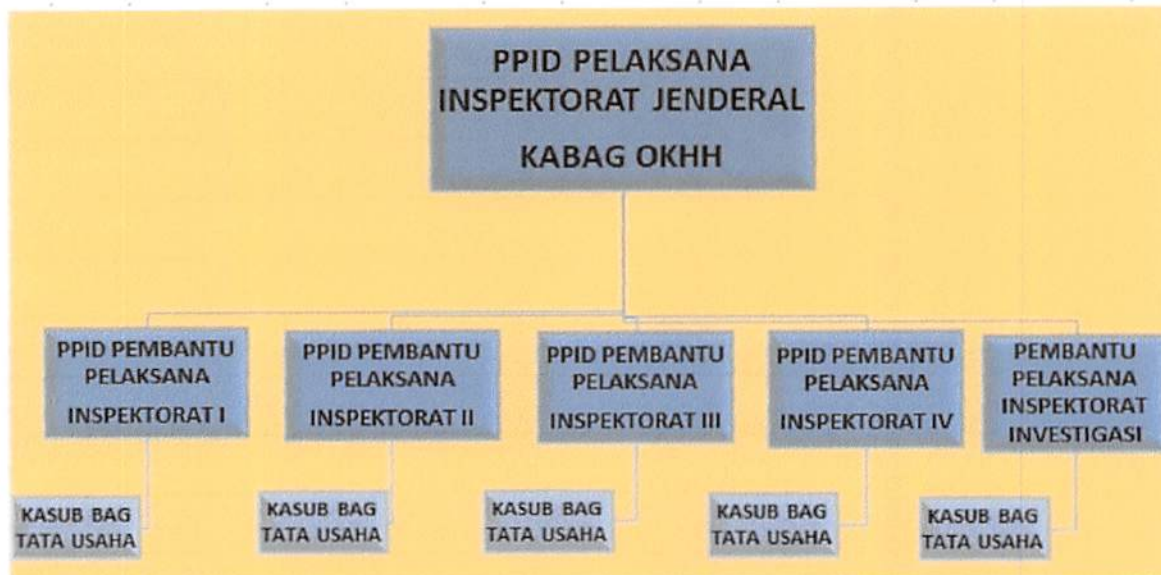 PPID PELAKSANA
INSPEKTORAT JENDERAL
KABAG OKHH
PPID PEMBANTU
PELAKSANA
INSPEKTORAT I
PPID PEMBANTU
PELAKSANA
INSPEKTORAT II
PPID PEMBANTU
PELAKSANA
INSPEKTORAT III
PPID PEMBANTU
PELAKSANA
INSPEKTORAT IV
PEMBANTU
PELAKSANA
INSPEKTORAT
INVESTIGASI
KASUB BAG
TATA USAHA
KASUB BAG
TATA USAHA
KASUB BAG
TATA USAHA
KASUB BAG
TATA USAHA
KASUB BAG
TATA USAHA